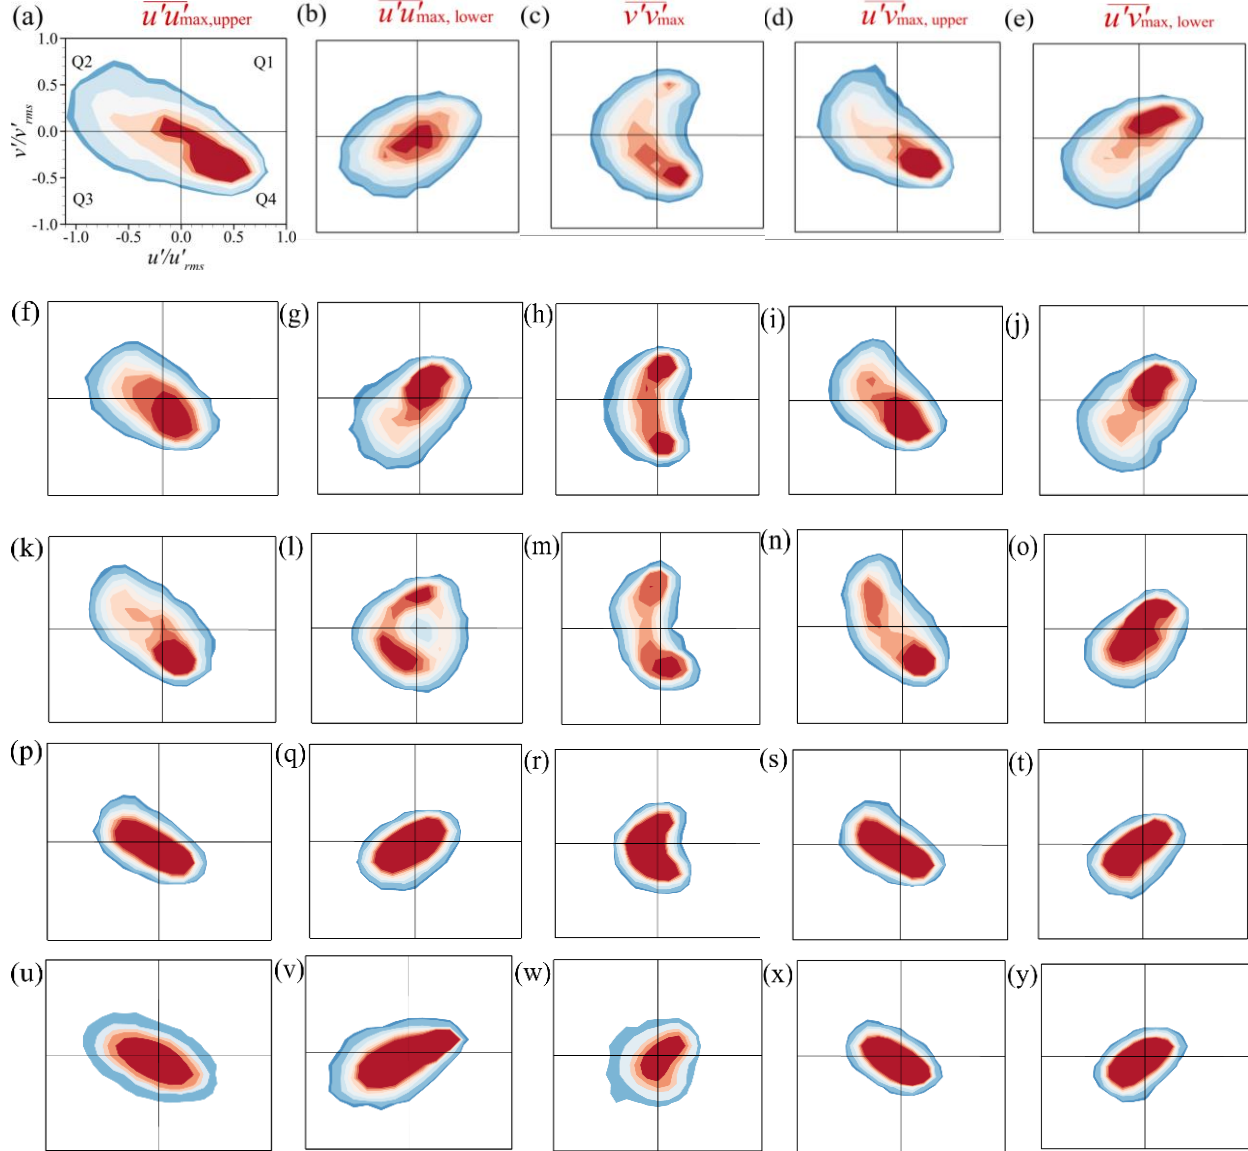 (a) u'u'max,upper (b) u'u'max, lower (c) v'v'max (d) u'v'max, upper (e) u'v'max, lower
1.0
Q2 Q1
0.5
v'/v'rms 0.0
-0.5
Q3 Q4
-1.0
-1.0 -0.5 0.0 0.5 1.0
u'/u'rms
(f) (g) (h) (i) (j)
(k) (l) (m) (n) (o)
(p) (q) (r) (s) (t)
(u) (v) (w) (x) (y)